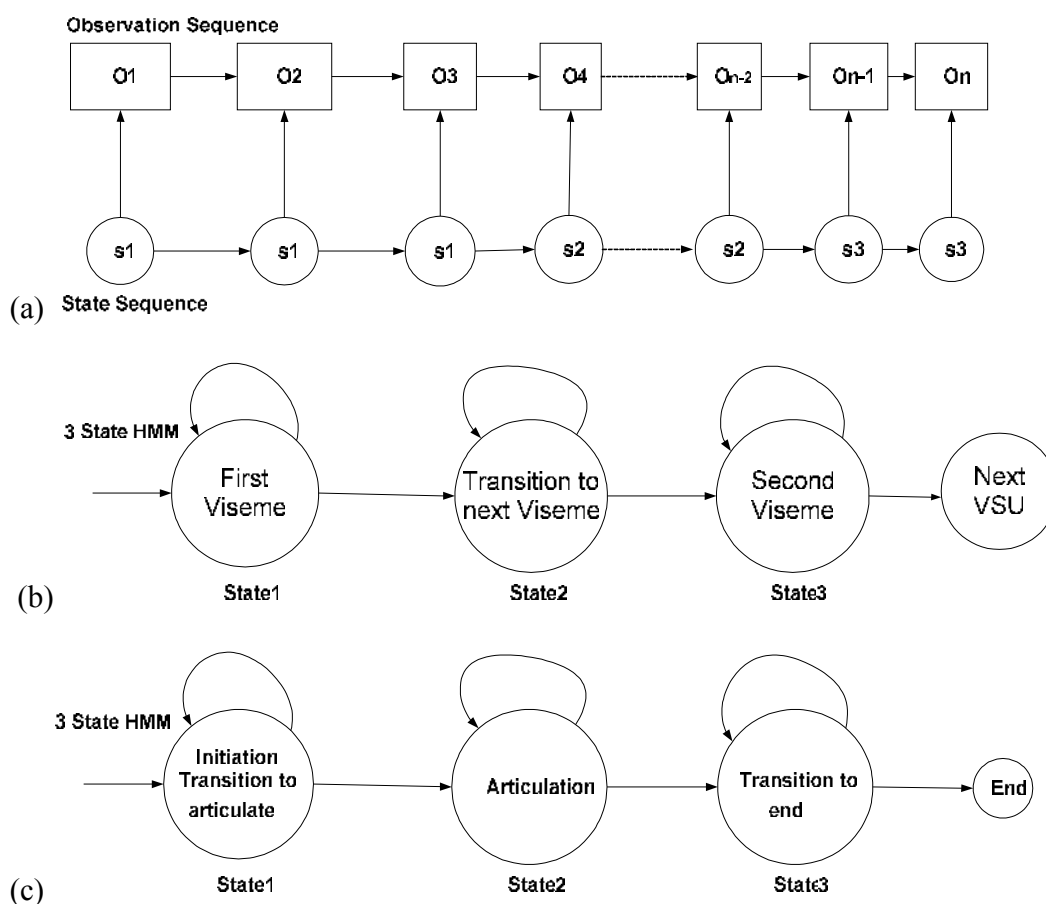 Observation Sequence
O1 O2 O3 O4 On-2 On-1 On
s1 s1 s1 s2 s2 s3 s3
(a) State Sequence
3 State HMM
First
Viseme
Transition to
next Viseme
Second
Viseme
Next
VSU
State1 State2 State3
(b)
3 State HMM
Initiation
Transition to
articulate
Articulation
Transition to
end
End
State1 State2 State3
(c)